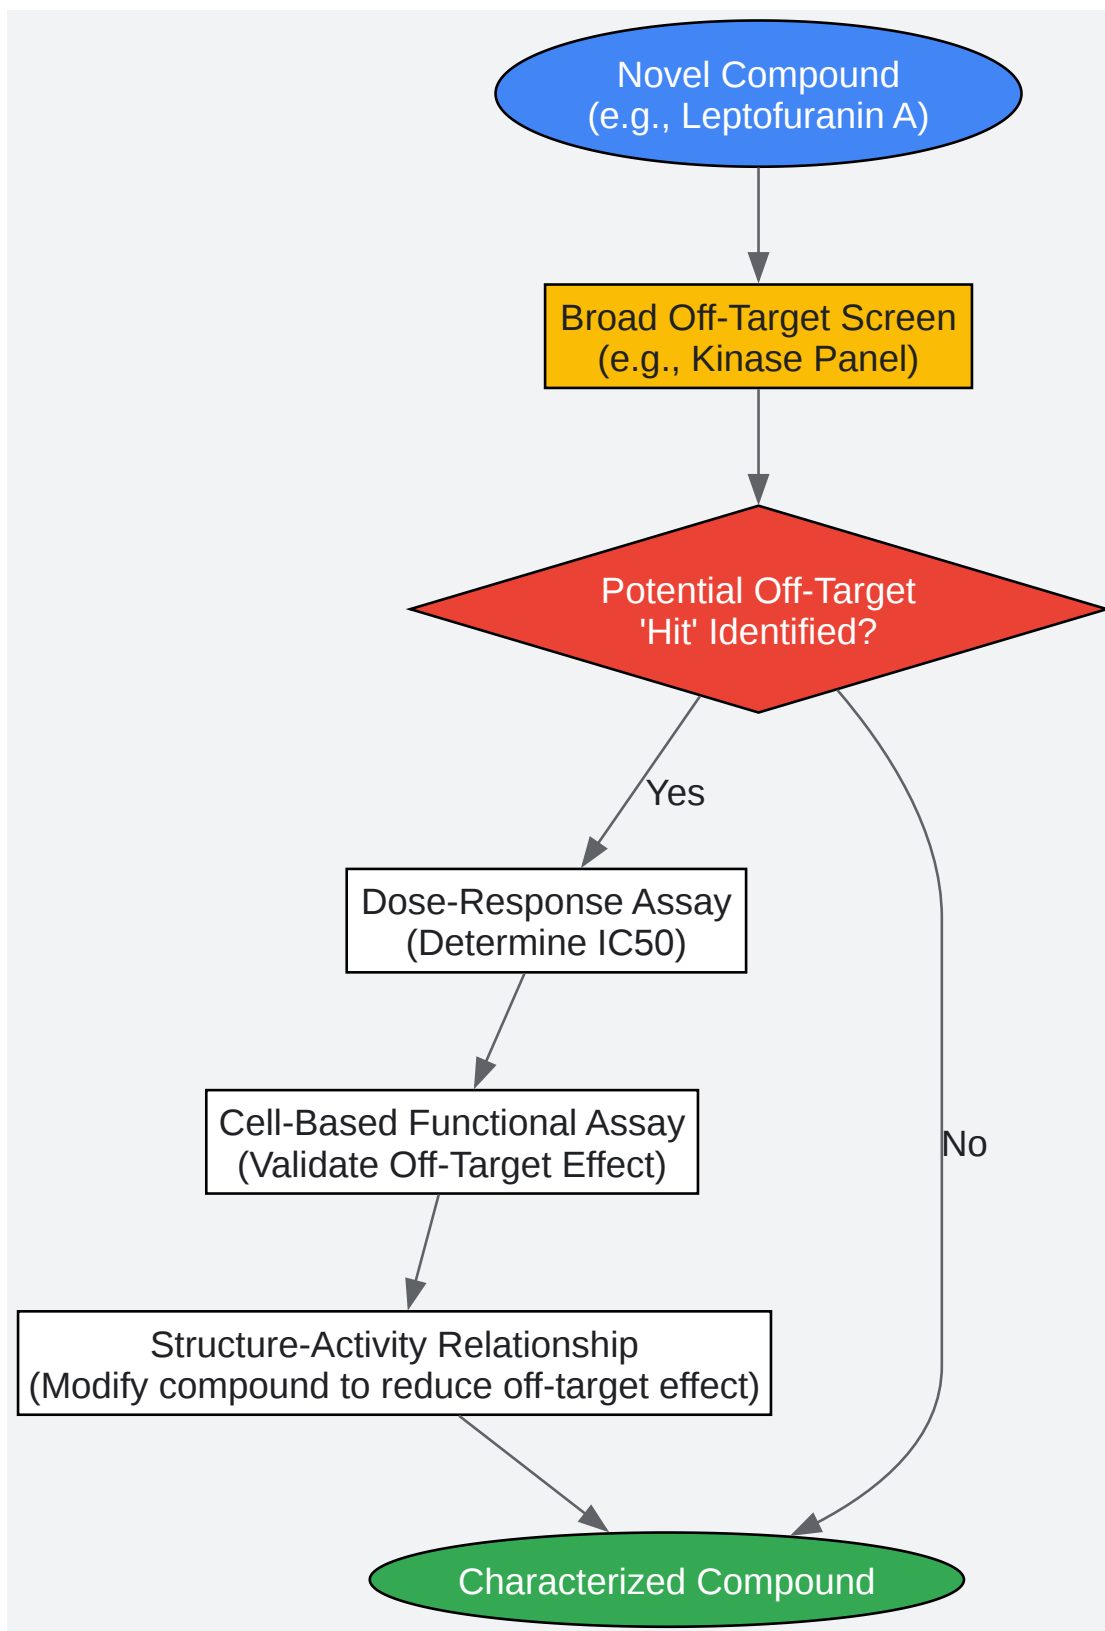 Novel Compound
(e.g., Leptofuranin A)
Broad Off-Target Screen
(e.g., Kinase Panel)
Potential Off-Target
'Hit' Identified?
Yes
Dose-Response Assay
(Determine IC50)
Cell-Based Functional Assay
(Validate Off-Target Effect)
No
Structure-Activity Relationship
(Modify compound to reduce off-target effect)
Characterized Compound